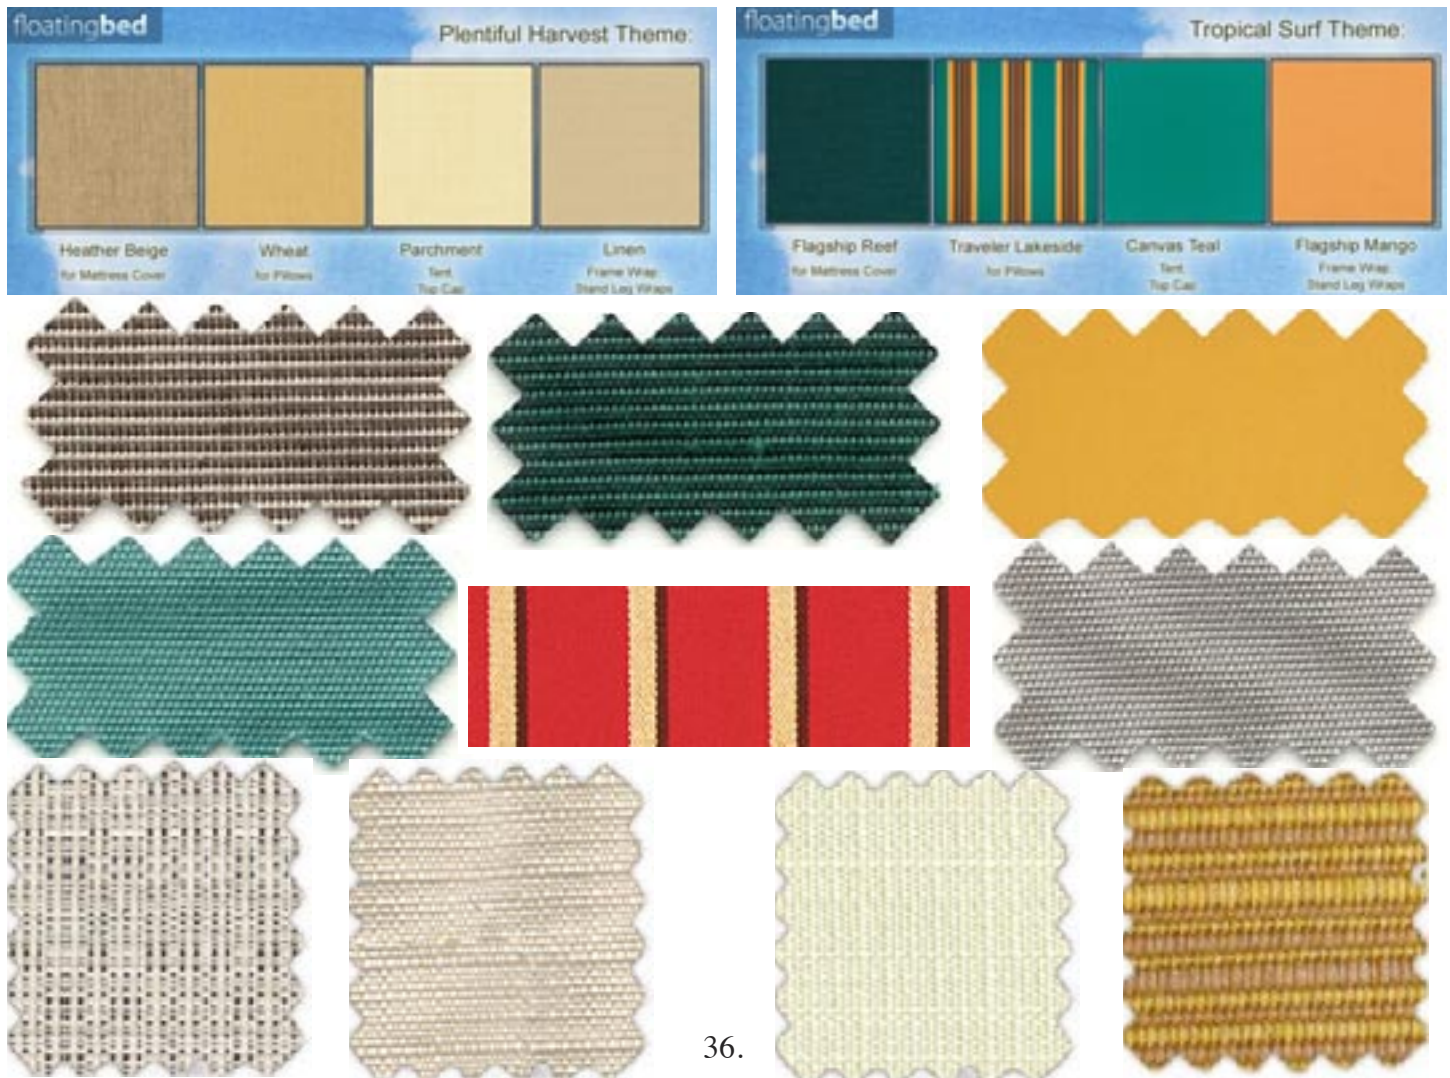 floatingbed
Plentiful Harvest Theme:
Heather Beige
for Mattress Cover
Wheat
for Pillows
Parchment
Tent
Top Cap
Linen
Frame Wrap
Stand Leg Wraps
floatingbed
Tropical Surf Theme:
Flagship Reef
for Mattress Cover
Traveler Lakeside
for Pillows
Canvas Teal
Tent
Top Cap
Flagship Mango
Frame Wrap
Stand Leg Wraps
36.